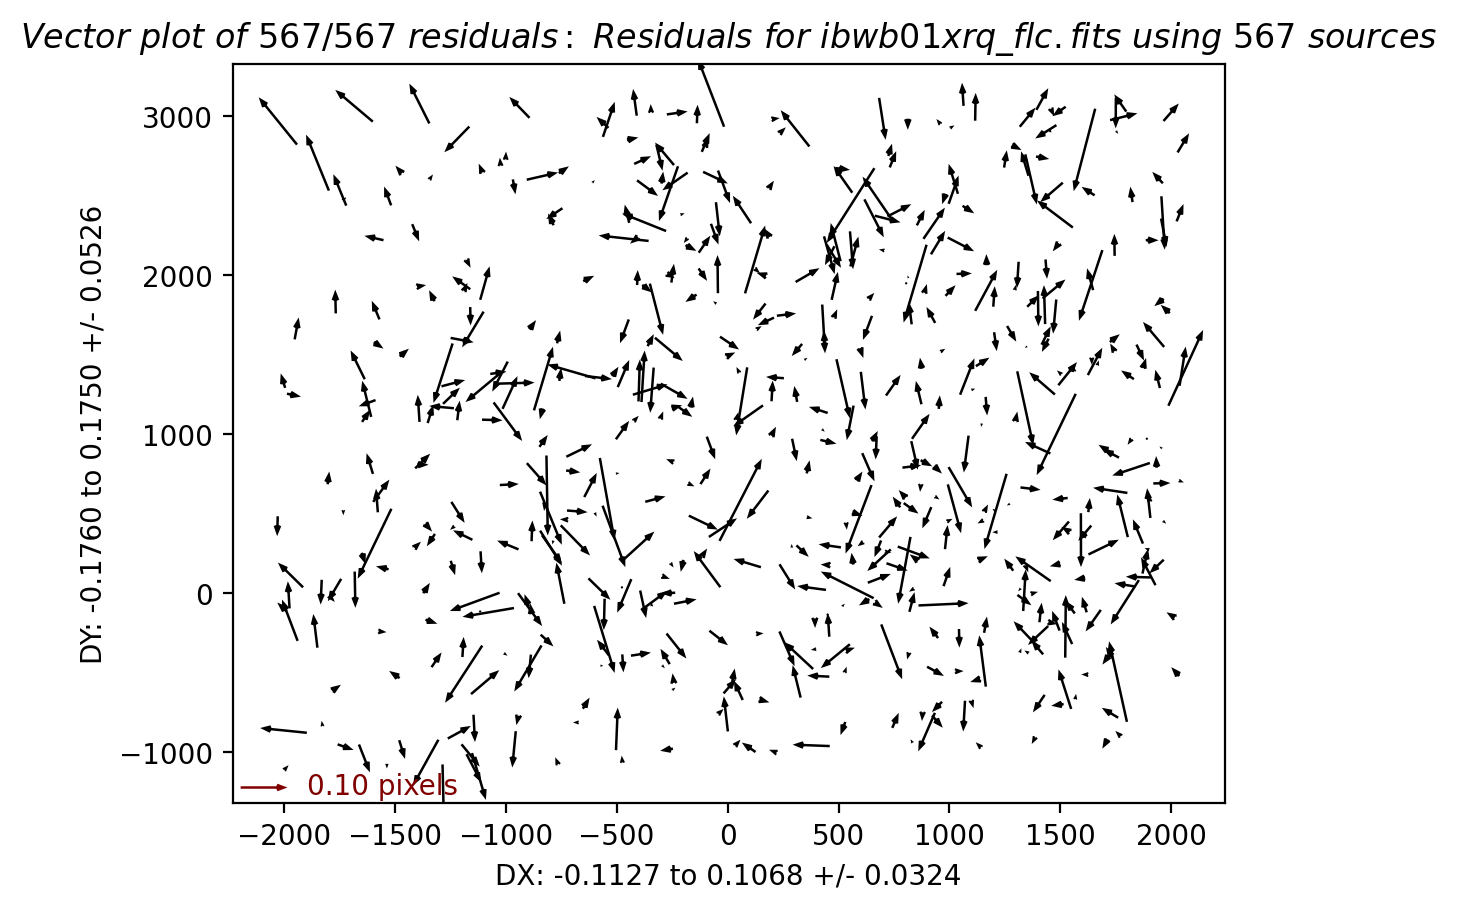 Vector plot of 567/567 residuals: Residuals for ibwb01xrq_flc.fits using 567 sources
3000
2000
1000
0
−1000
DY: -0.1760 to 0.1750 +/- 0.0526
0.10 pixels
−2000 −1500 −1000 −500 0 500 1000 1500 2000
DX: -0.1127 to 0.1068 +/- 0.0324